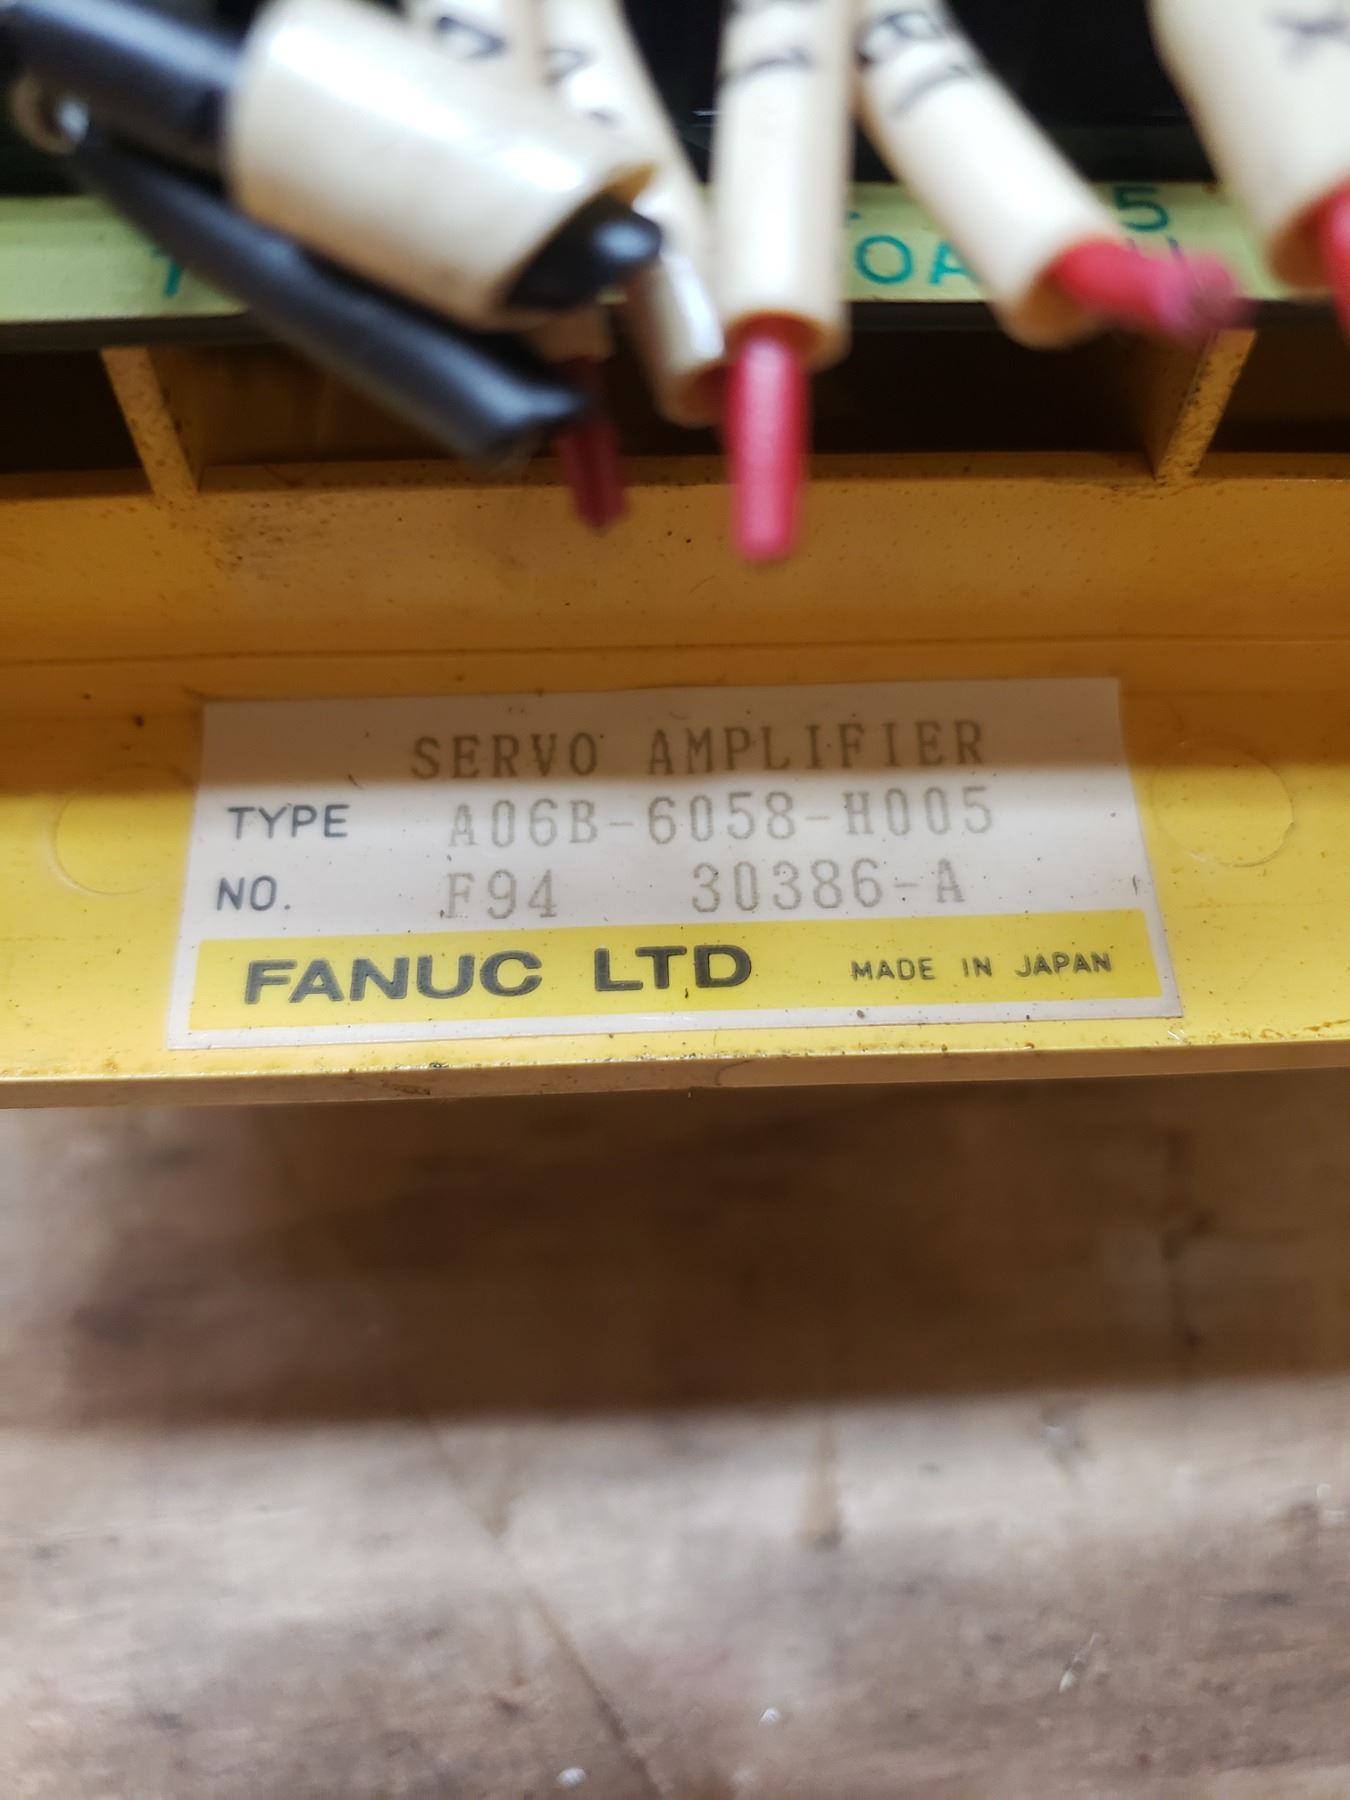 SERVO AMPLIFIER
TYPE A06B-6058-H005
NO. F94 30386-A
FANUC LTD MADE IN JAPAN